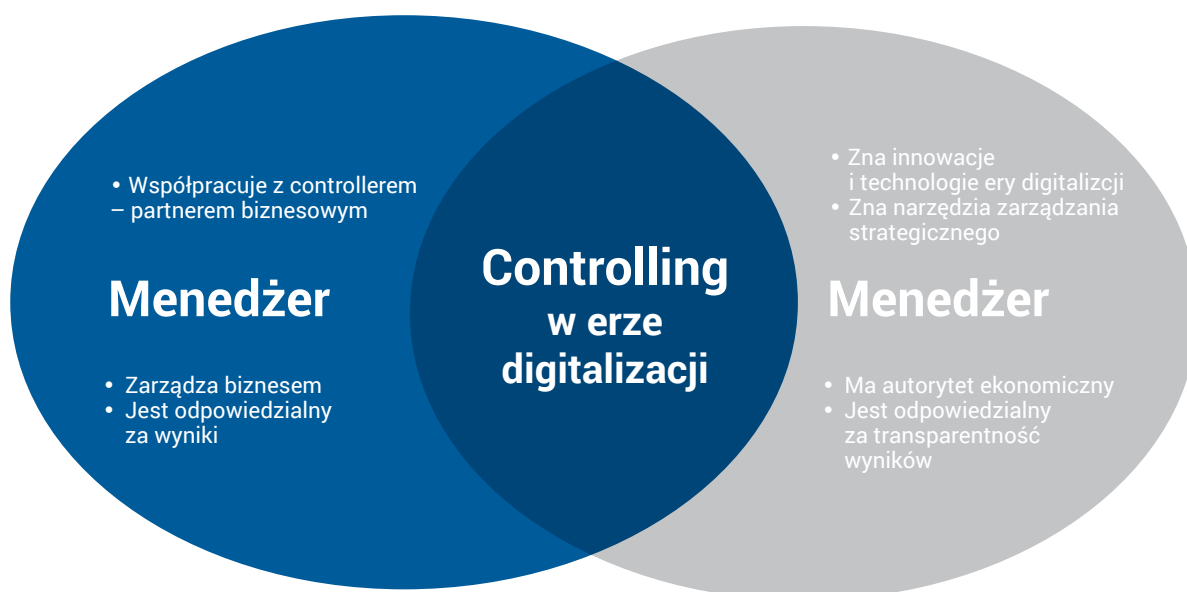 • Współpracuje z controllerem
– partnerem biznesowym
Menedżer
• Zarządza biznesem
• Jest odpowiedzialny
za wyniki
Controlling
w erze
digitalizacji
• Zna innowacje
i technologie ery digitalizcji
• Zna narzędzia zarządzania
strategicznego
Menedżer
• Ma autorytet ekonomiczny
• Jest odpowiedzialny
za transparentność
wyników